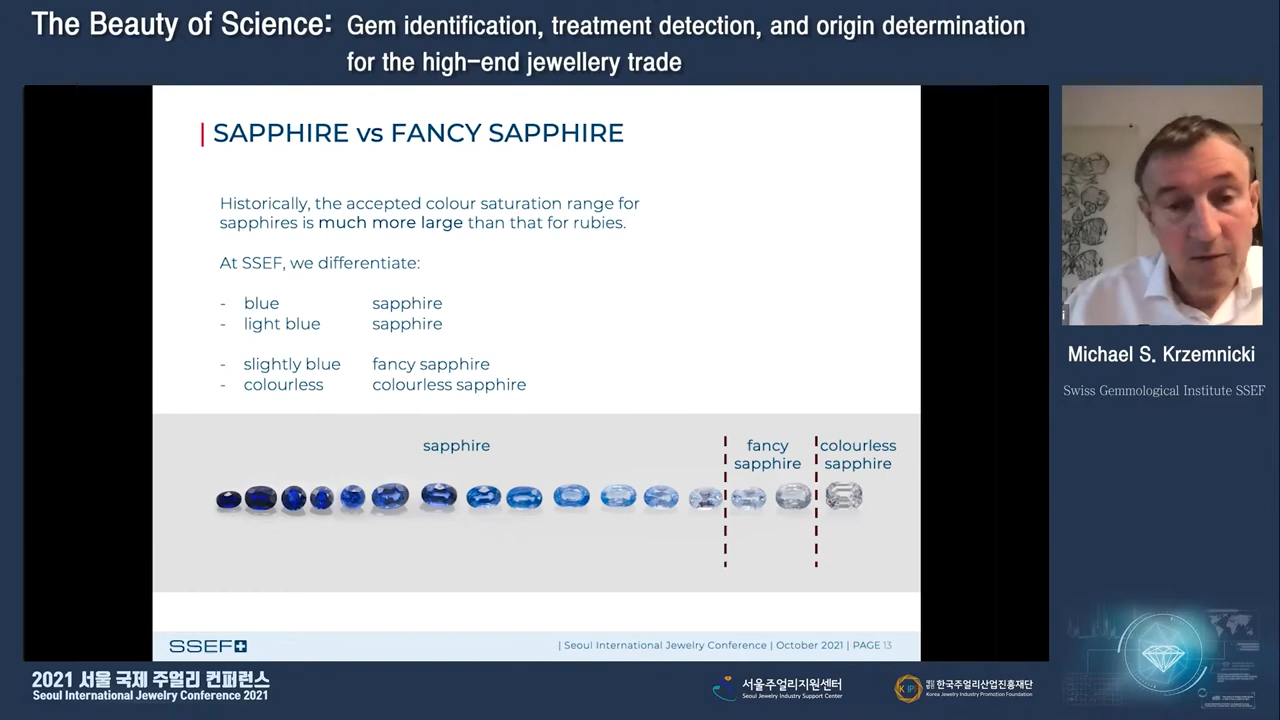 The Beauty of Science: Gem identification, treatment detection, and origin determination
for the high-end jewellery trade
| SAPPHIRE vs FANCY SAPPHIRE
Historically, the accepted colour saturation range for
sapphires is much more large than that for rubies.
At SSEF, we differentiate:
- blue sapphire
- light blue sapphire
- slightly blue fancy sapphire
- colourless colourless sapphire
sapphire
fancy
sapphire
colourless
sapphire
SSEF
| Seoul International Jewelry Conference | October 2021 | PAGE 13
Michael S. Krzemnicki
Swiss Gemmological Institute SSEF
2021 서울 국제 주얼리 컨퍼런스
Seoul International Jewelry Conference 2021
서울주얼리지원센터
Seoul Jewelry Industry Support Center
한국주얼리산업진흥재단
Korea Jewelry Industry Promotion Foundation